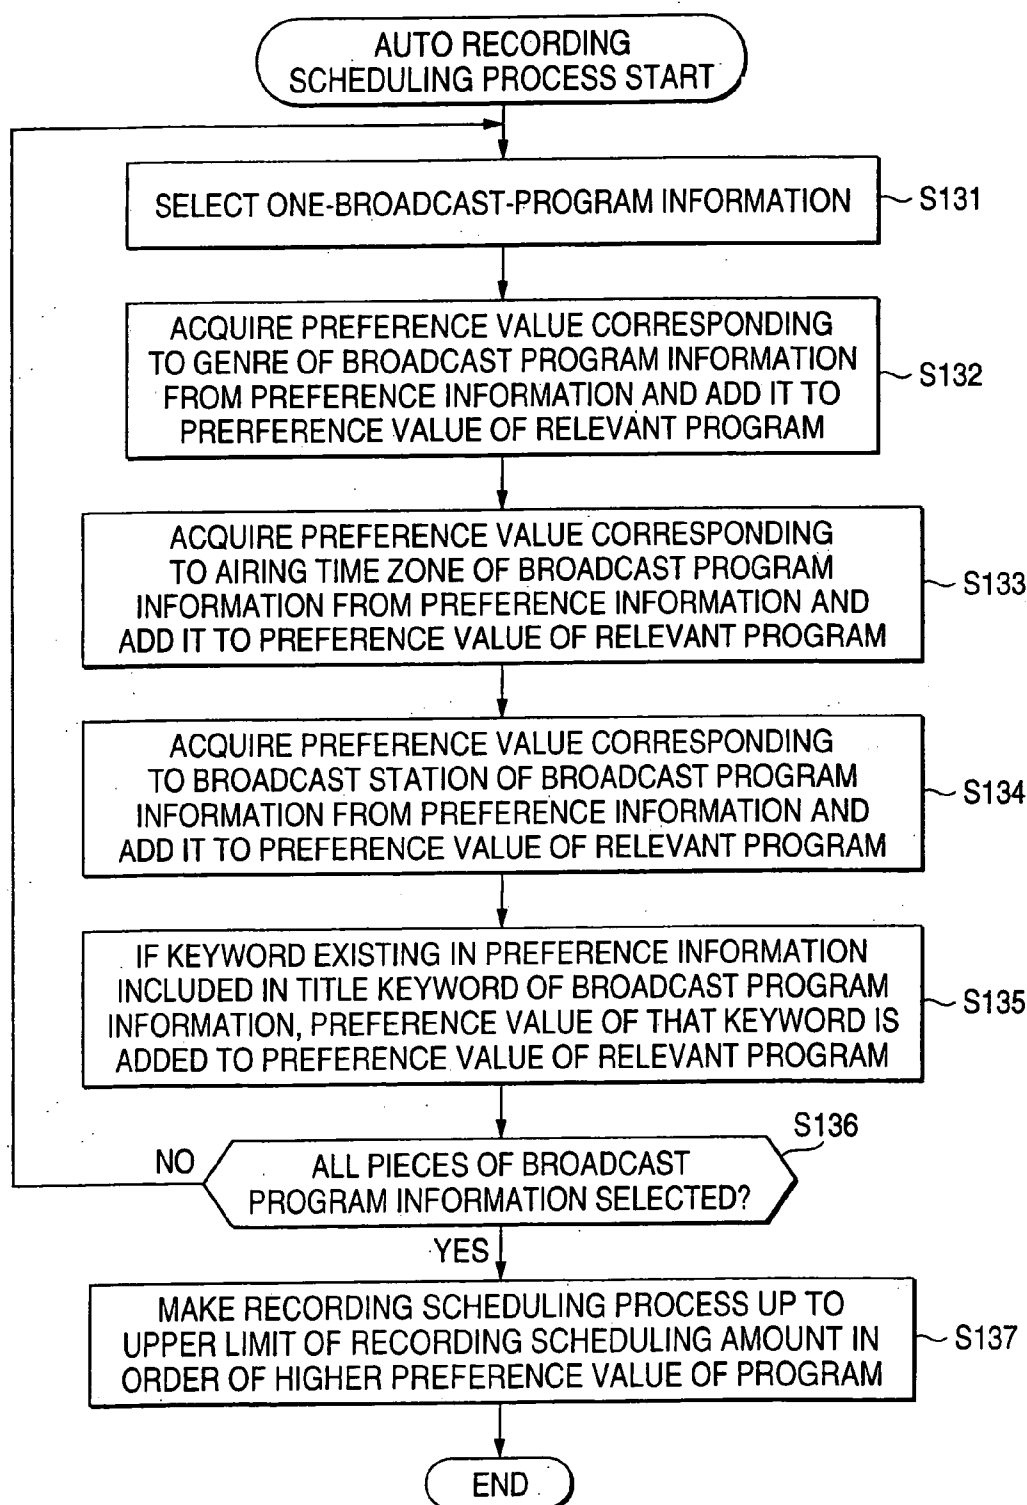 AUTO RECORDING
SCHEDULING PROCESS START
SELECT ONE-BROADCAST-PROGRAM INFORMATION
S131
ACQUIRE PREFERENCE VALUE CORRESPONDING
TO GENRE OF BROADCAST PROGRAM INFORMATION
FROM PREFERENCE INFORMATION AND ADD IT TO
PRERFERENCE VALUE OF RELEVANT PROGRAM
S132
ACQUIRE PREFERENCE VALUE CORRESPONDING
TO AIRING TIME ZONE OF BROADCAST PROGRAM
INFORMATION FROM PREFERENCE INFORMATION AND
ADD IT TO PREFERENCE VALUE OF RELEVANT PROGRAM
S133
ACQUIRE PREFERENCE VALUE CORRESPONDING
TO BROADCAST STATION OF BROADCAST PROGRAM
INFORMATION FROM PREFERENCE INFORMATION AND
ADD IT TO PREFERENCE VALUE OF RELEVANT PROGRAM
S134
IF KEYWORD EXISTING IN PREFERENCE INFORMATION
INCLUDED IN TITLE KEYWORD OF BROADCAST PROGRAM
INFORMATION, PREFERENCE VALUE OF THAT KEYWORD IS
ADDED TO PREFERENCE VALUE OF RELEVANT PROGRAM
S135
S136
NO
ALL PIECES OF BROADCAST
PROGRAM INFORMATION SELECTED?
YES
MAKE RECORDING SCHEDULING PROCESS UP TO
UPPER LIMIT OF RECORDING SCHEDULING AMOUNT IN
ORDER OF HIGHER PREFERENCE VALUE OF PROGRAM
S137
END